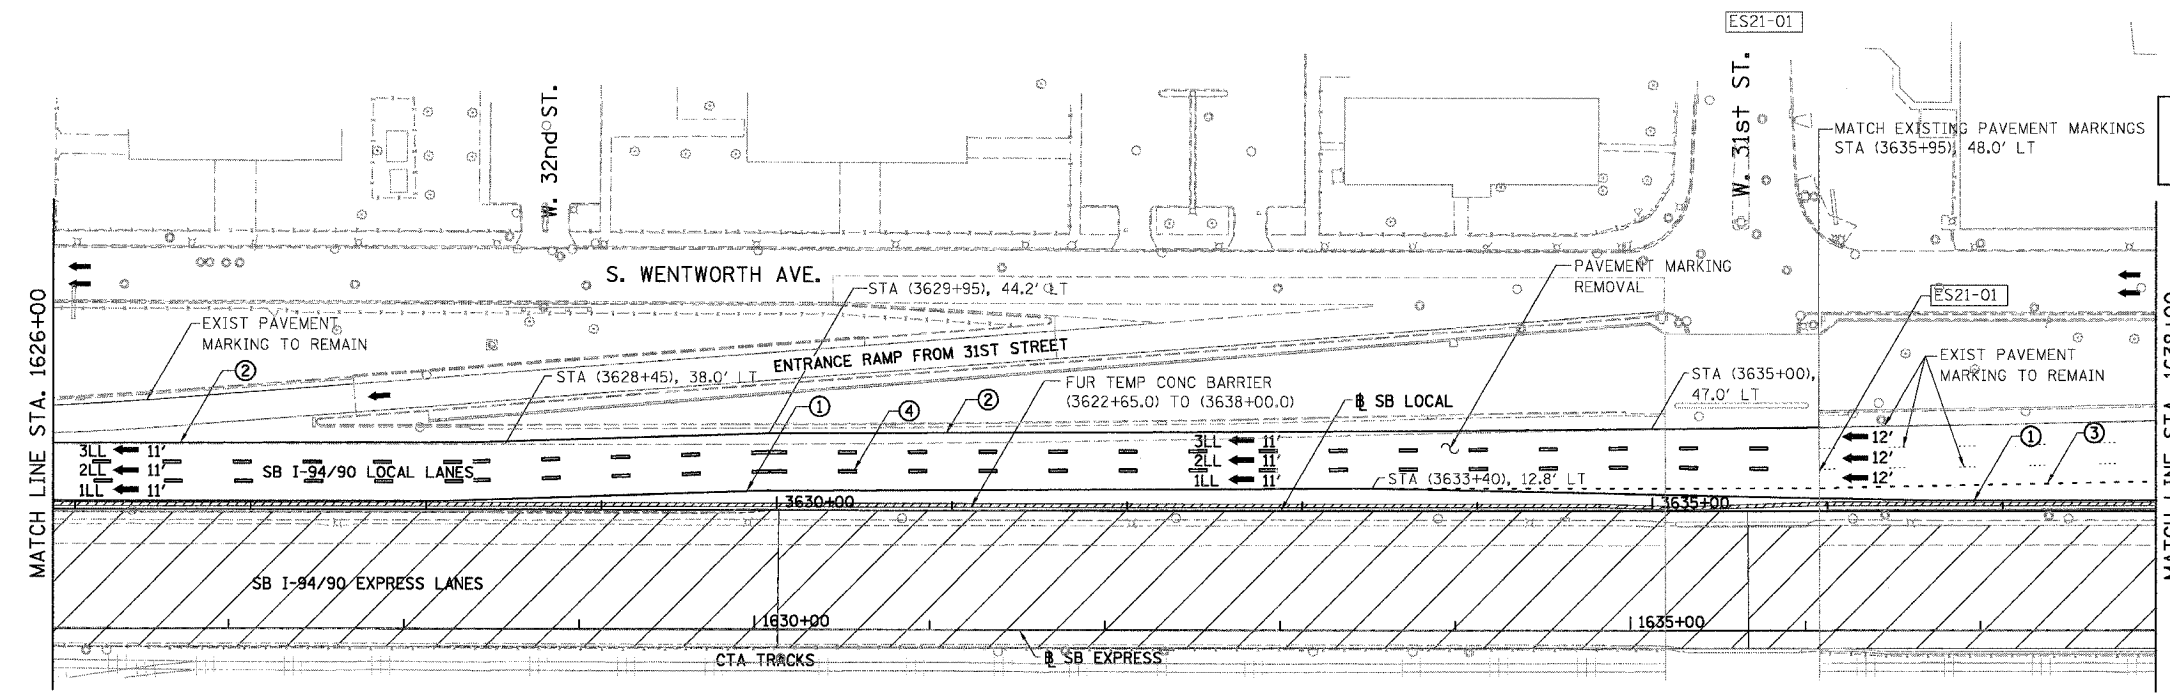 ES21-01
W. 32nd ST.
W. 31st ST.
MATCH EXISTING PAVEMENT MARKINGS
STA (3635+95), 48.0' LT
S. WENTWORTH AVE.
PAVEMENT MARKING
REMOVAL
STA (3629+95), 44.2' LT
ES21-01
EXIST PAVEMENT
MARKING TO REMAIN
ENTRANCE RAMP FROM 31ST STREET
EXIST PAVEMENT
MARKING TO REMAIN
2
STA (3628+45), 38.0' LT
FUR TEMP CONC BARRIER
(3622+65.0) TO (3638+00.0)
STA (3635+00),
47.0' LT
1
4
2
℄ SB LOCAL
1
3
3LL 11'
2LL 11'
1LL 11'
SB I-94/90 LOCAL LANES
3LL 11'
2LL 11'
1LL 11'
12'
12'
12'
STA (3633+40), 12.8' LT
3630+00
3635+00
SB I-94/90 EXPRESS LANES
1630+00
1635+00
CTA TRACKS
℄ SB EXPRESS
MATCH LINE STA. 1626+00
MATCH LINE STA. 1638+00